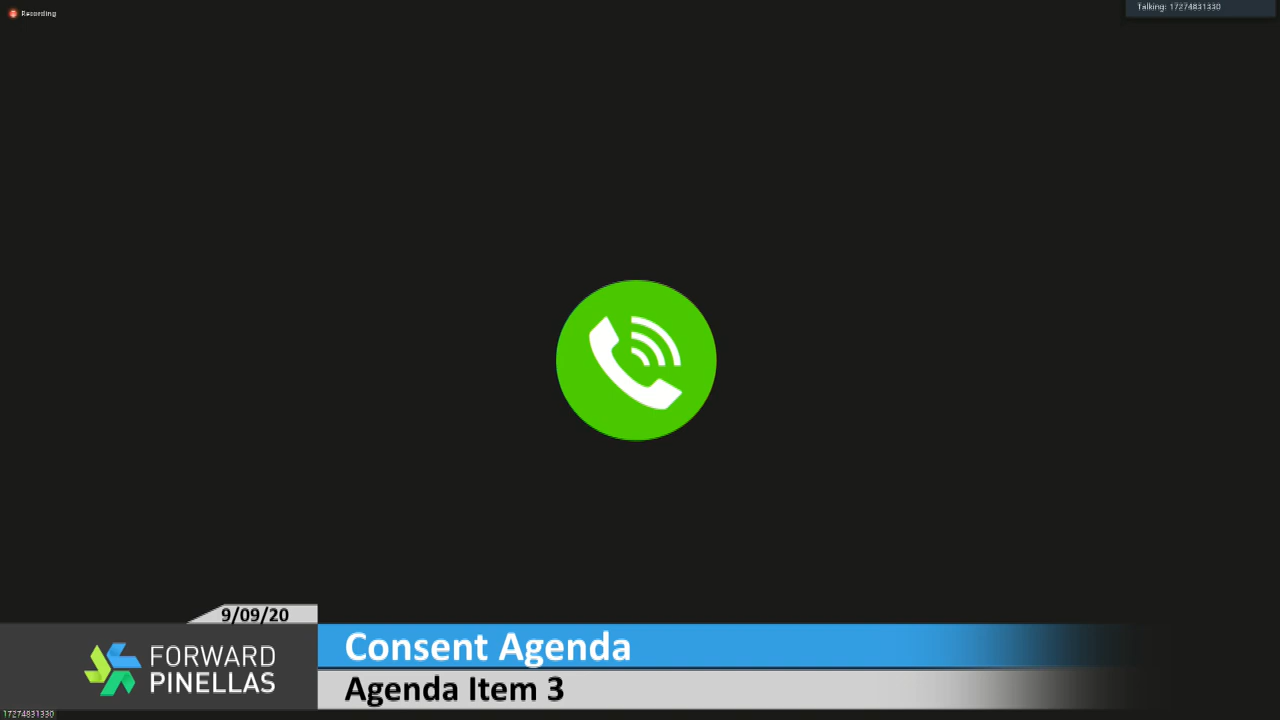 Recording
Talking: 17274831330
9/09/20
FORWARD
PINELLAS
Consent Agenda
Agenda Item 3
17274831330